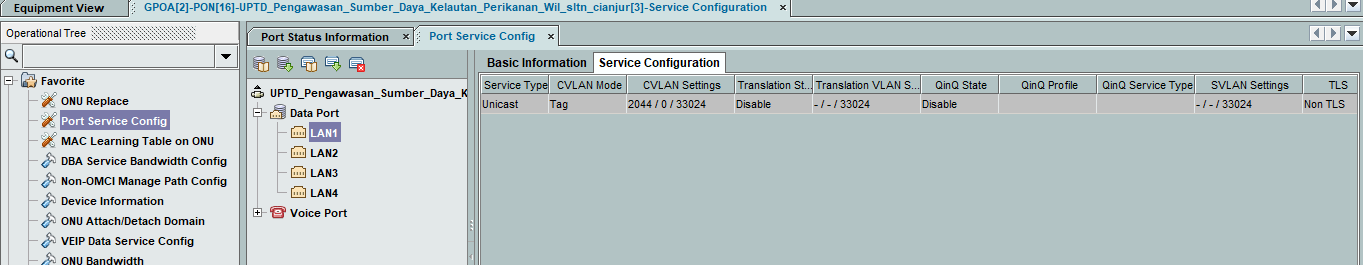 Equipment View
GPOA[2]-PON[16]-UPTD_Pengawasan_Sumber_Daya_Kelautan_Perikanan_Wil_sltn_cianjur[3]-Service Configuration
Operational Tree
Favorite
ONU Replace
Port Service Config
MAC Learning Table on ONU
DBA Service Bandwidth Config
Non-OMCI Manage Path Config
Device Information
ONU Attach/Detach Domain
VEIP Data Service Config
ONU Bandwidth
Port Status Information
Port Service Config
UPTD_Pengawasan_Sumber_Daya_K
Data Port
LAN1
LAN2
LAN3
LAN4
Voice Port
Basic Information
Service Configuration
Service Type CVLAN Mode CVLAN Settings Translation St... Translation VLAN S... QinQ State QinQ Profile QinQ Service Type SVLAN Settings TLS
Unicast Tag 2044 / 0 / 33024 Disable - / - / 33024 Disable - / - / 33024 Non TLS